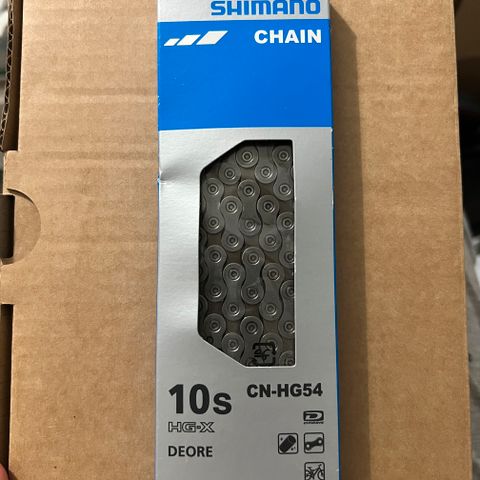 SHIMANO
CHAIN
10s
CN-HG54
HG-X
DEORE